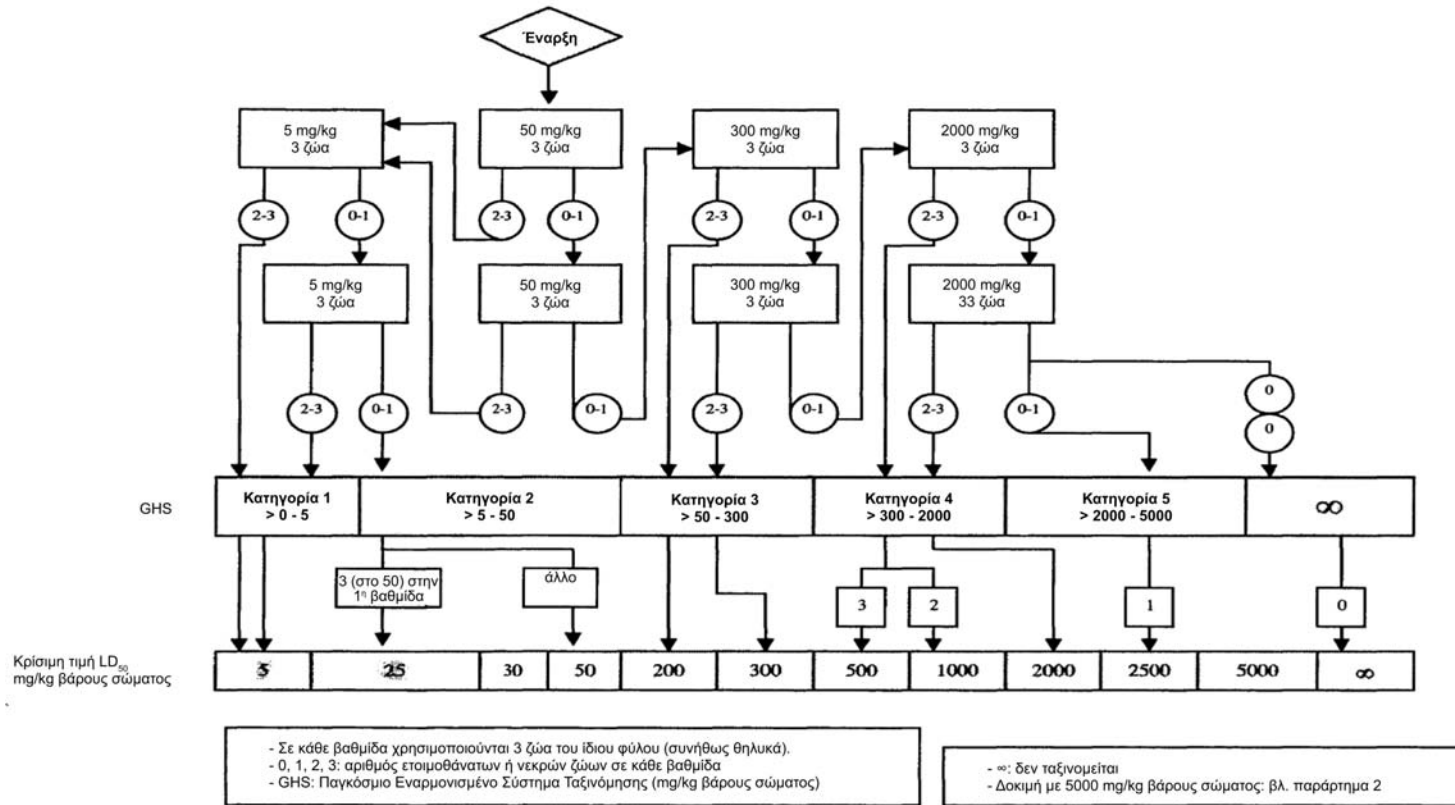 Έναρξη
5 mg/kg
3 ζώα
50 mg/kg
3 ζώα
300 mg/kg
3 ζώα
2000 mg/kg
3 ζώα
2-3
0-1
2-3
0-1
2-3
0-1
2-3
0-1
5 mg/kg
3 ζώα
50 mg/kg
3 ζώα
300 mg/kg
3 ζώα
2000 mg/kg
33 ζώα
2-3
0-1
2-3
0-1
2-3
0-1
2-3
0-1
0
0
GHS
Κατηγορία 1
> 0 - 5
Κατηγορία 2
> 5 - 50
Κατηγορία 3
> 50 - 300
Κατηγορία 4
> 300 - 2000
Κατηγορία 5
> 2000 - 5000
∞
3 (στο 50) στην
1η βαθμίδα
άλλο
3
2
1
0
Κρίσιμη τιμή LD50
mg/kg βάρους σώματος
5
25
30
50
200
300
500
1000
2000
2500
5000
∞
- Σε κάθε βαθμίδα χρησιμοποιούνται 3 ζώα του ίδιου φύλου (συνήθως θηλυκά).
- 0, 1, 2, 3: αριθμός ετοιμοθάνατων ή νεκρών ζώων σε κάθε βαθμίδα
- GHS: Παγκόσμιο Εναρμονισμένο Σύστημα Ταξινόμησης (mg/kg βάρους σώματος)
- ∞: δεν ταξινομείται
- Δοκιμή με 5000 mg/kg βάρους σώματος: βλ. παράρτημα 2